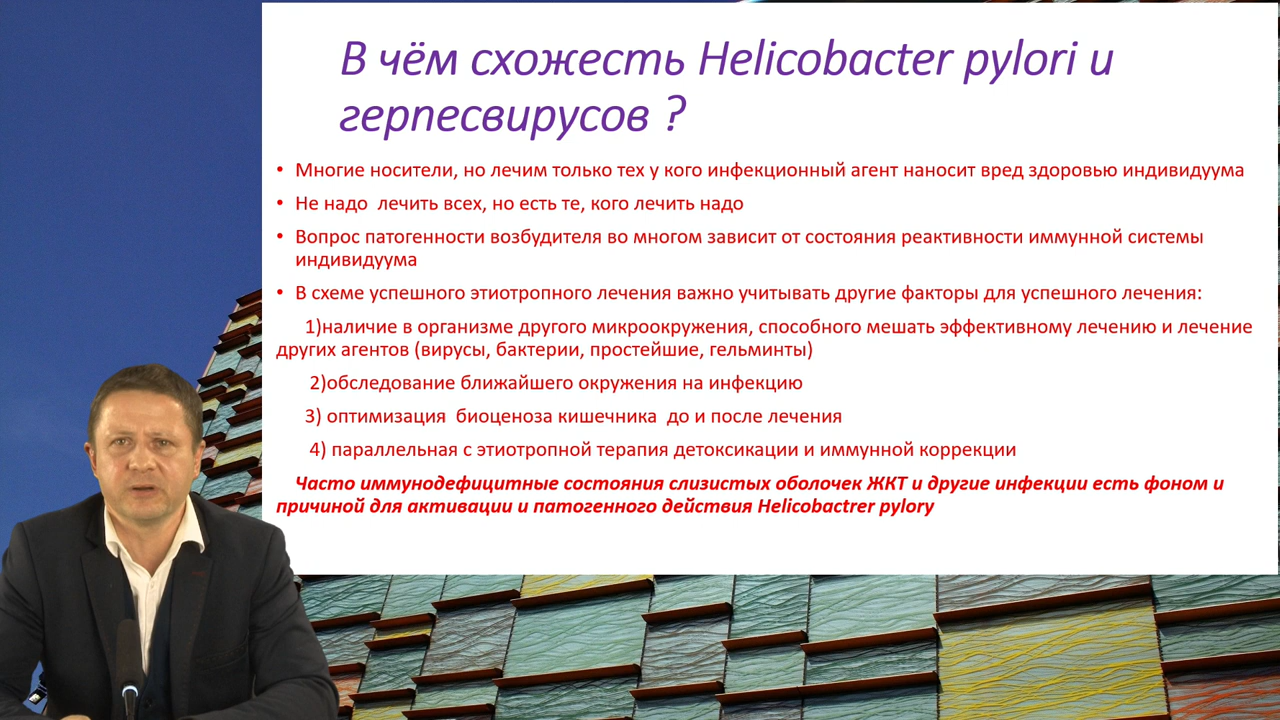 В чём схожесть Helicobacter pylori и
герпесвирусов ?
• Многие носители, но лечим только тех у кого инфекционный агент наносит вред здоровью индивидуума
• Не надо лечить всех, но есть те, кого лечить надо
• Вопрос патогенности возбудителя во многом зависит от состояния реактивности иммунной системы
индивидуума
• В схеме успешного этиотропного лечения важно учитывать другие факторы для успешного лечения:
1)наличие в организме другого микроокружения, способного мешать эффективному лечению и лечение
других агентов (вирусы, бактерии, простейшие, гельминты)
2)обследование ближайшего окружения на инфекцию
3) оптимизация биоценоза кишечника до и после лечения
4) параллельная с этиотропной терапия детоксикации и иммунной коррекции
Часто иммунодефицитные состояния слизистых оболочек ЖКТ и другие инфекции есть фоном и
причиной для активации и патогенного действия Helicobactrer pylory